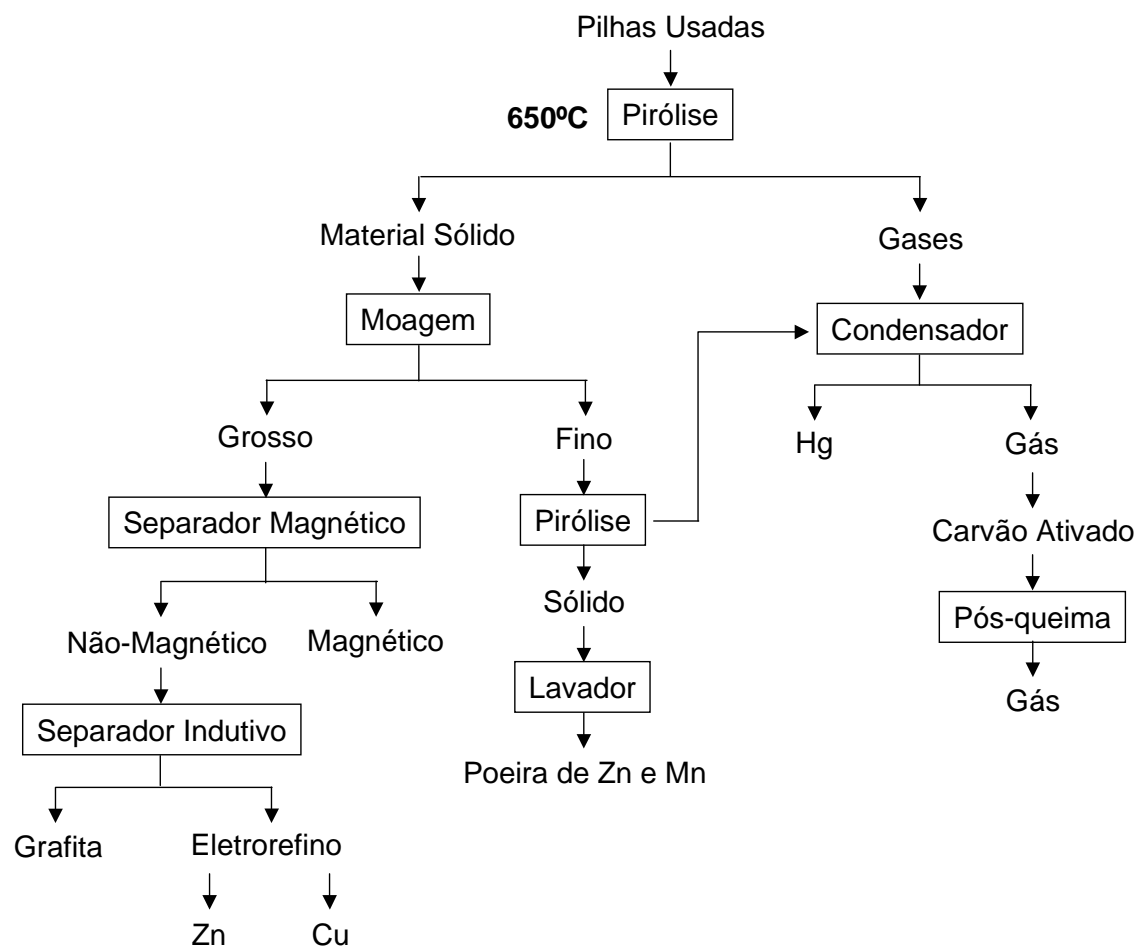 Pilhas Usadas
650ºC
Pirólise
Material Sólido
Gases
Moagem
Condensador
Grosso
Fino
Hg
Gás
Separador Magnético
Pirólise
Carvão Ativado
Sólido
Pós-queima
Não-Magnético
Magnético
Lavador
Gás
Separador Indutivo
Poeira de Zn e Mn
Grafita
Eletrorefino
Zn
Cu